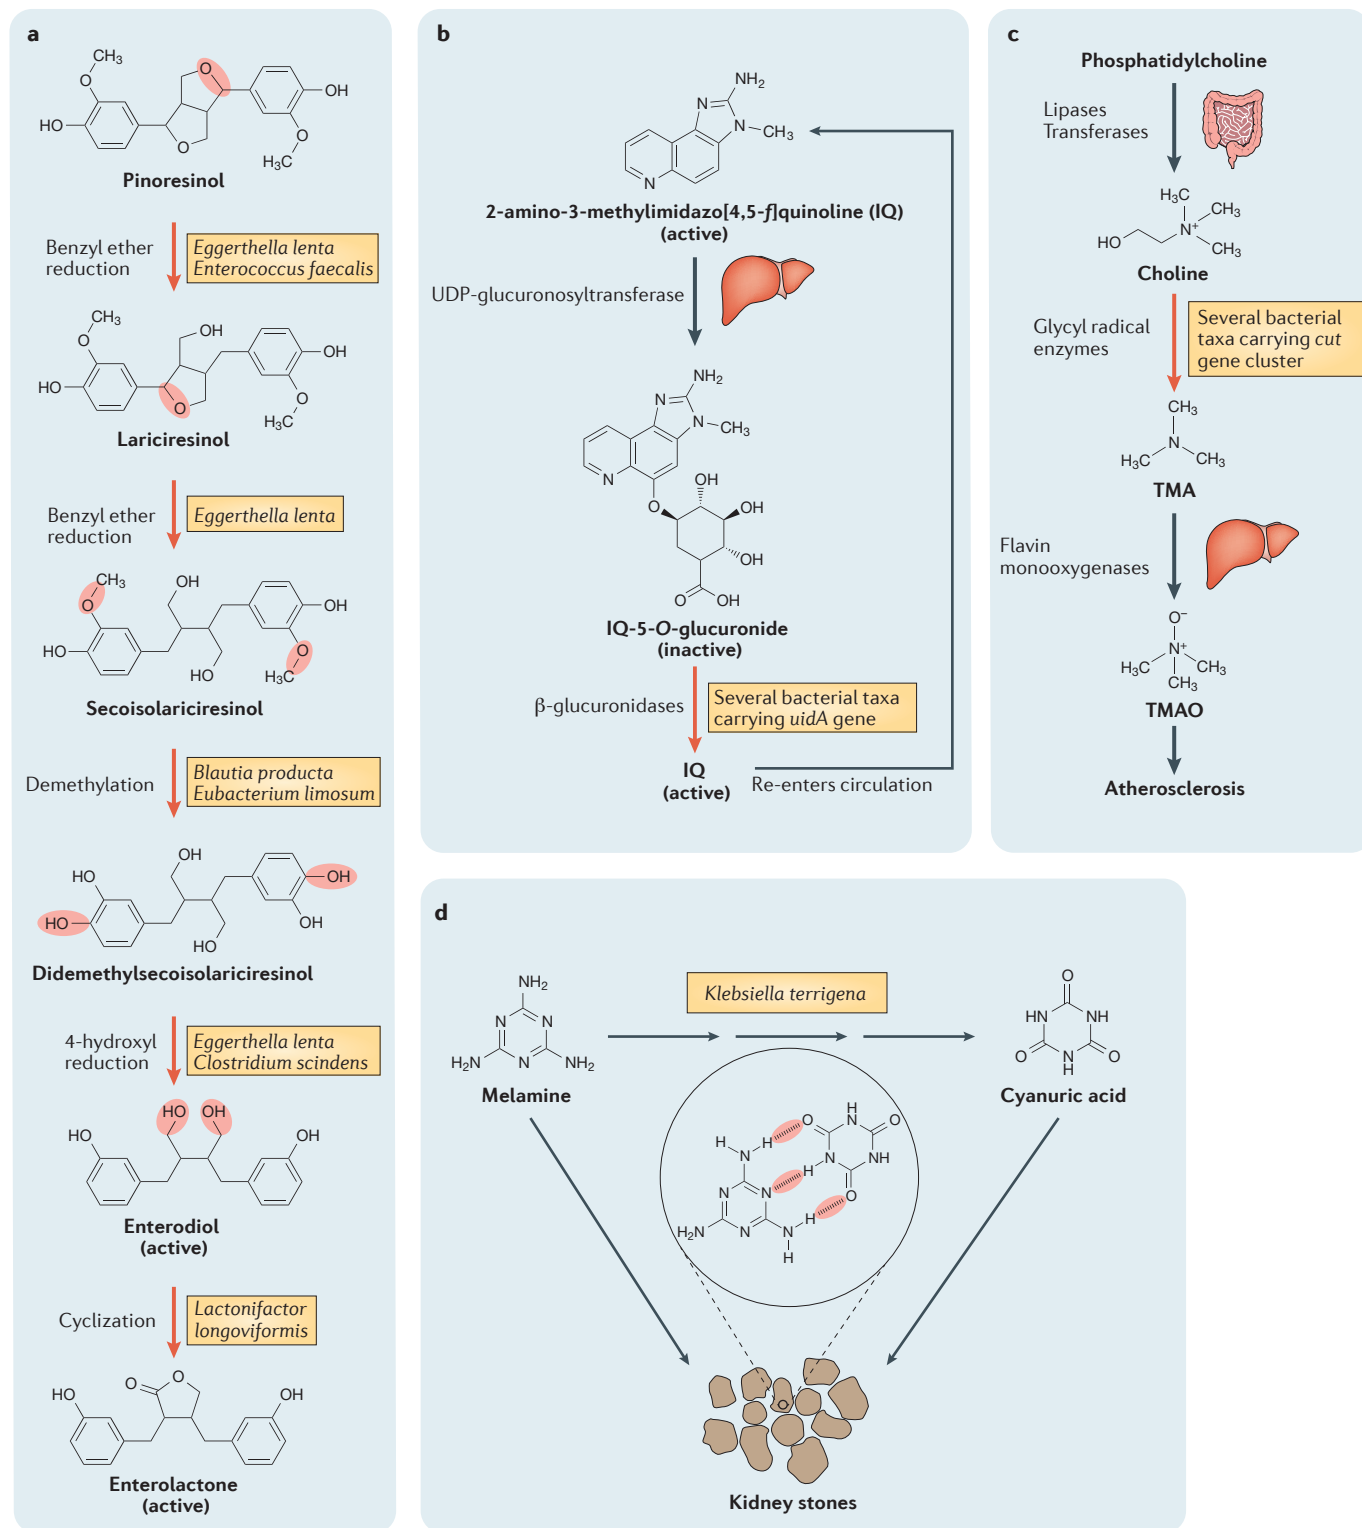 a
CH₃
O
O
HO
OH
O
O
H₃C
Pinoresinol
Benzyl ether
reduction
Eggerthella lenta
Enterococcus faecalis
CH₃
O
OH
OH
HO
O
O
H₃C
Lariciresinol
Benzyl ether
reduction
Eggerthella lenta
CH₃
O
OH
OH
HO
O
HO
H₃C
Secoisolariciresinol
Demethylation
Blautia producta
Eubacterium limosum
OH
HO
OH
HO
OH
HO
Didemethylsecoisolariciresinol
4-hydroxyl
reduction
Eggerthella lenta
Clostridium scindens
HO
OH
HO
OH
Enterodiol
(active)
Cyclization
Lactonifactor
longoviformis
O
O
HO
OH
Enterolactone
(active)
b
NH₂
N
N
CH₃
N
2-amino-3-methylimidazo[4,5-f]quinoline (IQ)
(active)
UDP-glucuronosyltransferase
NH₂
N
N
CH₃
N
OH
O
OH
OH
O
OH
IQ-5-O-glucuronide
(inactive)
β-glucuronidases
Several bacterial taxa
carrying uidA gene
IQ
(active)
Re-enters circulation
c
Phosphatidylcholine
Lipases
Transferases
H₃C
CH₃
N⁺
HO
CH₃
Choline
Glycyl radical
enzymes
Several bacterial
taxa carrying cut
gene cluster
CH₃
N
H₃C
CH₃
TMA
Flavin
monooxygenases
O⁻
N⁺
H₃C
CH₃
CH₃
TMAO
Atherosclerosis
d
NH₂
N
N
H₂N
N
NH₂
Melamine
Klebsiella terrigena
O
HN
NH
O
N
H
O
Cyanuric acid
H
O
N
O
H
H
N
H
N
NH
N
N
O
H₂N
N
N
H
H
Kidney stones